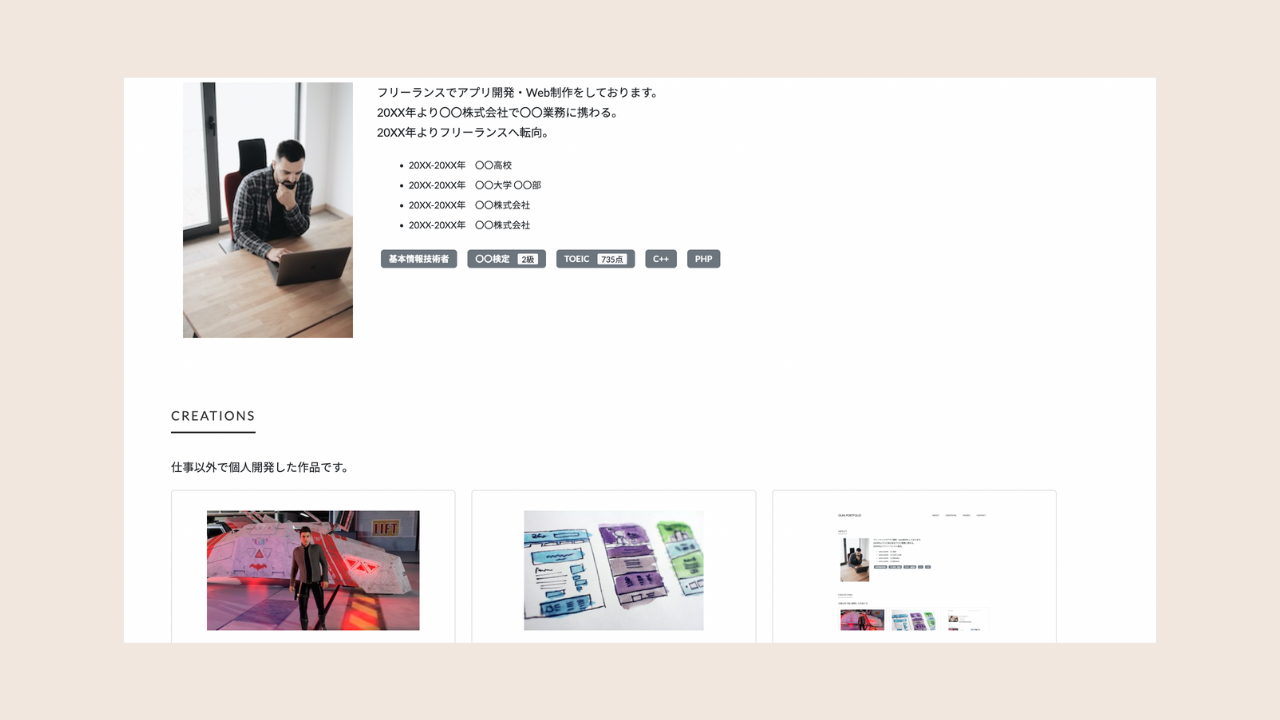 フリーランスでアプリ開発・Web制作をしております。
20XX年より〇〇株式会社で〇〇業務に携わる。
20XX年よりフリーランスへ転向。
• 20XX-20XX年　〇〇高校
• 20XX-20XX年　〇〇大学 〇〇部
• 20XX-20XX年　〇〇株式会社
• 20XX-20XX年　〇〇株式会社
基本情報技術者 〇〇検定 2級 TOEIC 735点 C++ PHP
CREATIONS
仕事以外で個人開発した作品です。
LIFT